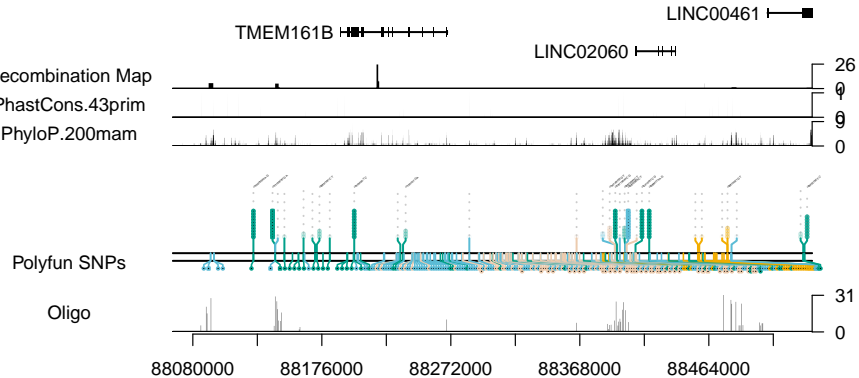 LINC00461
TMEM161B
LINC02060
ecombination Map
26
0
PhastCons.43prim
1
0
PhyloP.200mam
9
0
Polyfun SNPs
Oligo
31
0
88080000 88176000 88272000 88368000 88464000